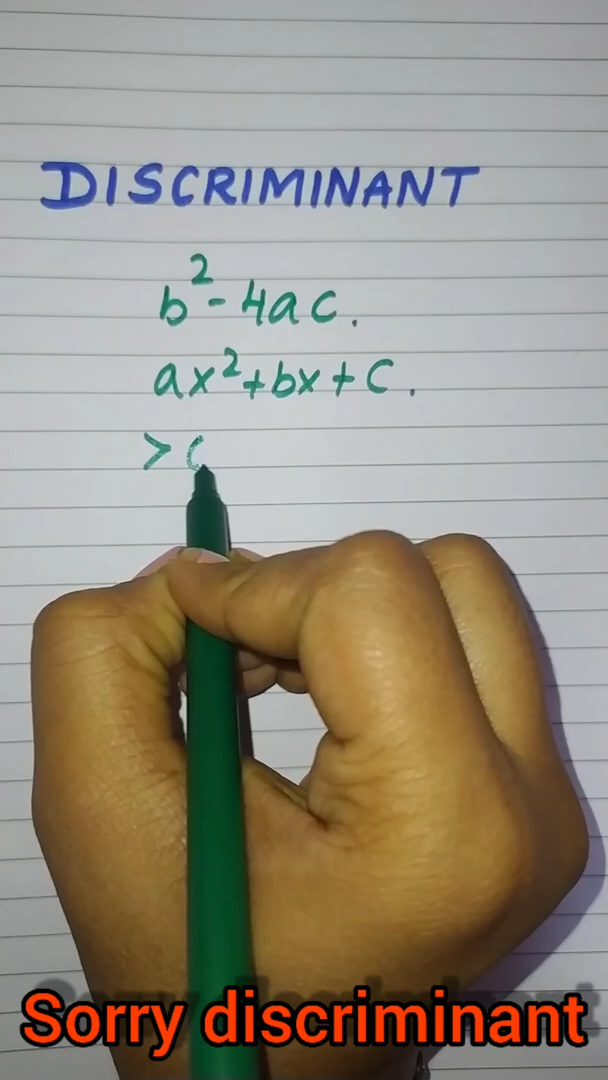 DISCRIMINANT
b²-4ac.
ax²+bx+c.
>
Sorry discriminant